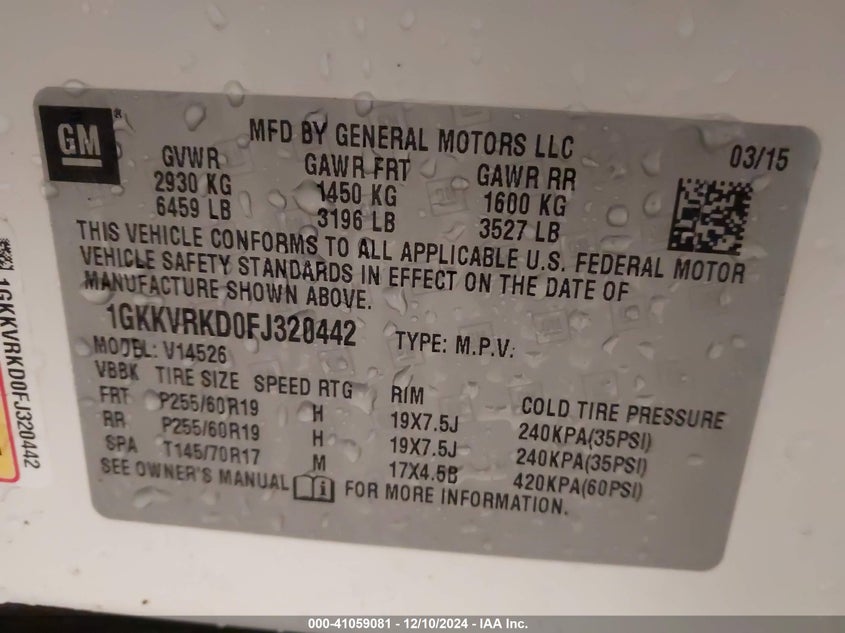 GM ®
MFD BY GENERAL MOTORS LLC
03/15
GVWR GAWR FRT GAWR RR
2930 KG 1450 KG 1600 KG
6459 LB 3196 LB 3527 LB
THIS VEHICLE CONFORMS TO ALL APPLICABLE U.S. FEDERAL MOTOR
VEHICLE SAFETY STANDARDS IN EFFECT ON THE DATE OF
MANUFACTURE SHOWN ABOVE.
1GKKVRKD0FJ320442 TYPE: M.P.V.
MODEL: V14526
VBBK TIRE SIZE SPEED RTG RIM COLD TIRE PRESSURE
FRT P255/60R19 H 19X7.5J 240KPA(35PSI)
RR P255/60R19 H 19X7.5J 240KPA(35PSI)
SPA T145/70R17 M 17X4.5B 420KPA(60PSI)
SEE OWNER'S MANUAL FOR MORE INFORMATION.
1GKKVRKD0FJ320442
000-41059081 - 12/10/2024 - IAA Inc.